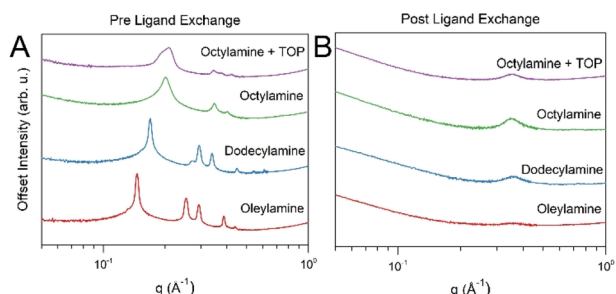 Pre Ligand Exchange
Post Ligand Exchange
A
B
Offset Intensity (arb. u.)
Octylamine + TOP
Octylamine
Dodecylamine
Oleylamine
10⁻¹
10⁰
q (Å⁻¹)
Octylamine + TOP
Octylamine
Dodecylamine
Oleylamine
10⁻¹
10⁰
q (Å⁻¹)